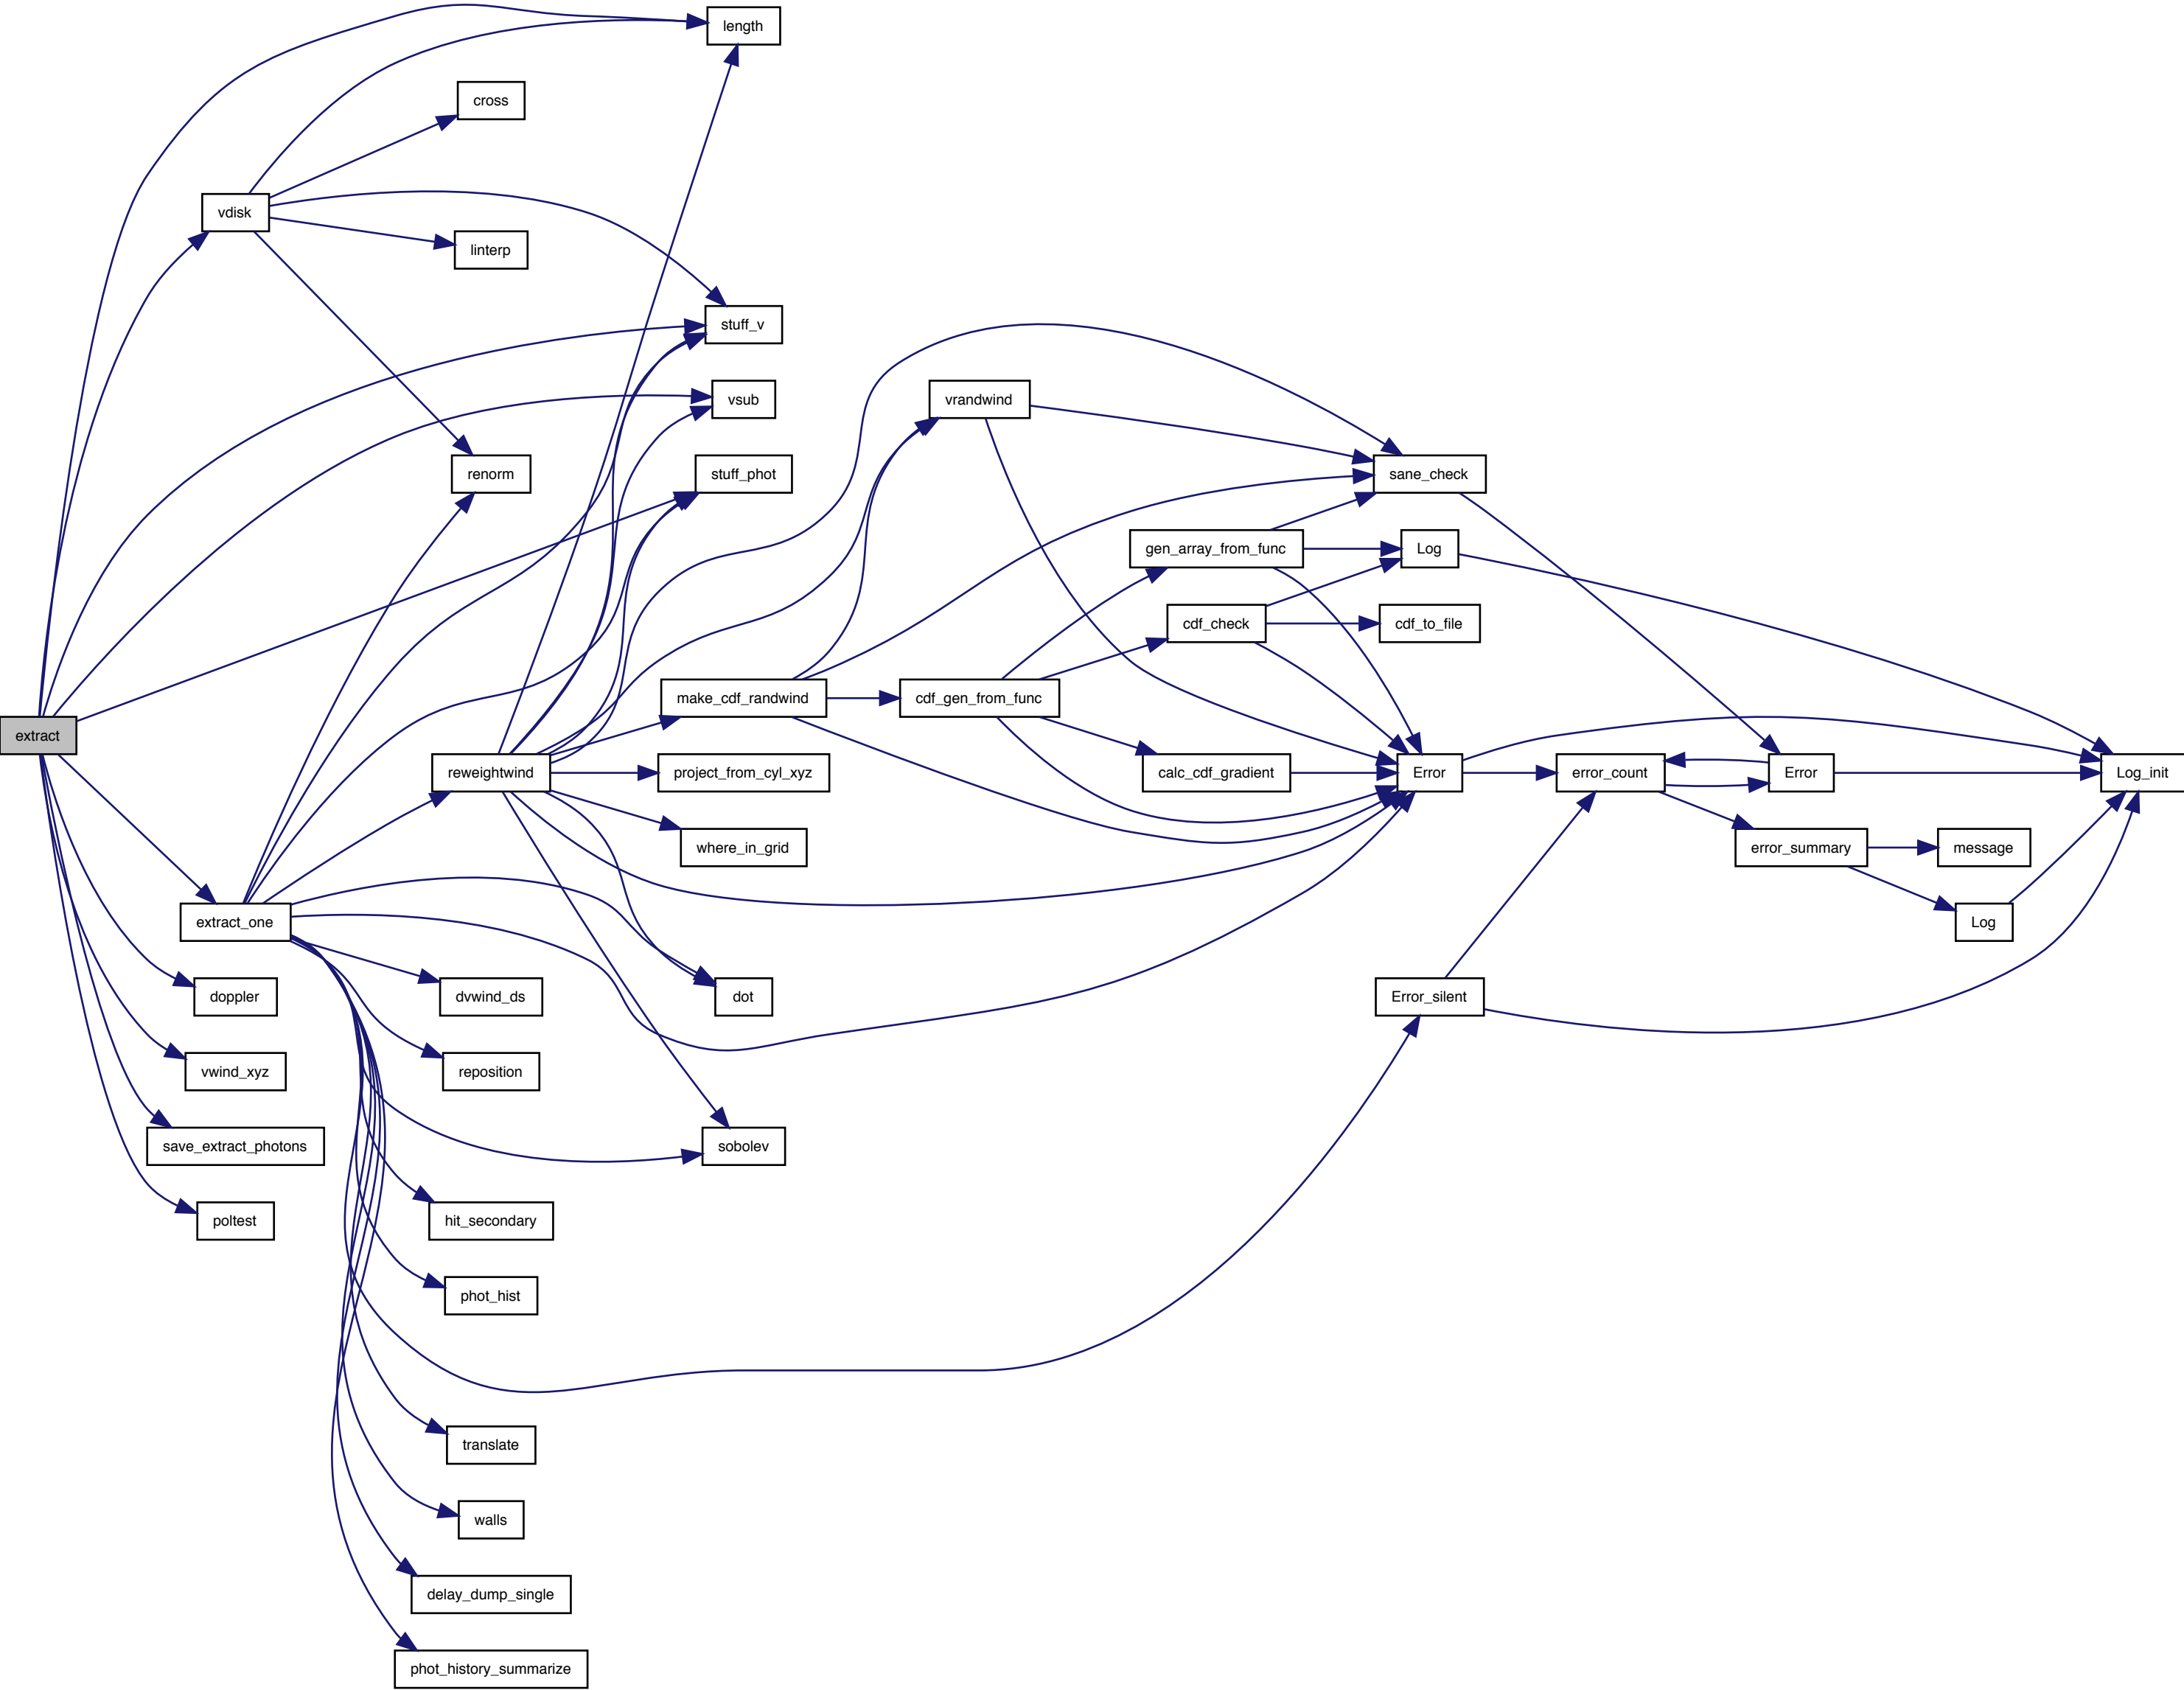 length
cross
vdisk
linterp
stuff_v
vsub
vrandwind
renorm
stuff_phot
sane_check
gen_array_from_func
Log
cdf_check
cdf_to_file
make_cdf_randwind
cdf_gen_from_func
extract
reweightwind
project_from_cyl_xyz
calc_cdf_gradient
Error
error_count
Error
Log_init
where_in_grid
error_summary
message
extract_one
Log
doppler
dvwind_ds
dot
Error_silent
vwind_xyz
reposition
save_extract_photons
sobolev
poltest
hit_secondary
phot_hist
translate
walls
delay_dump_single
phot_history_summarize